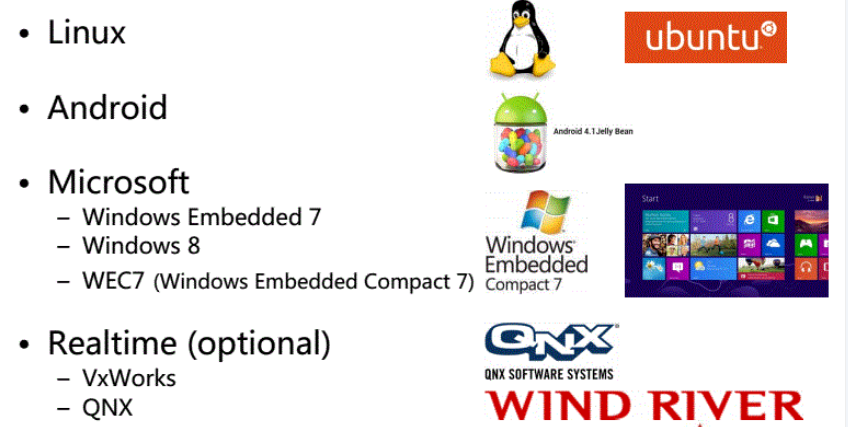 • Linux
ubuntu
• Android
Android 4.1 Jelly Bean
• Microsoft
– Windows Embedded 7
– Windows 8
– WEC7 (Windows Embedded Compact 7)
Windows
Embedded
Compact 7
Start
• Realtime (optional)
– VxWorks
– QNX
QNX
QNX SOFTWARE SYSTEMS
WIND RIVER